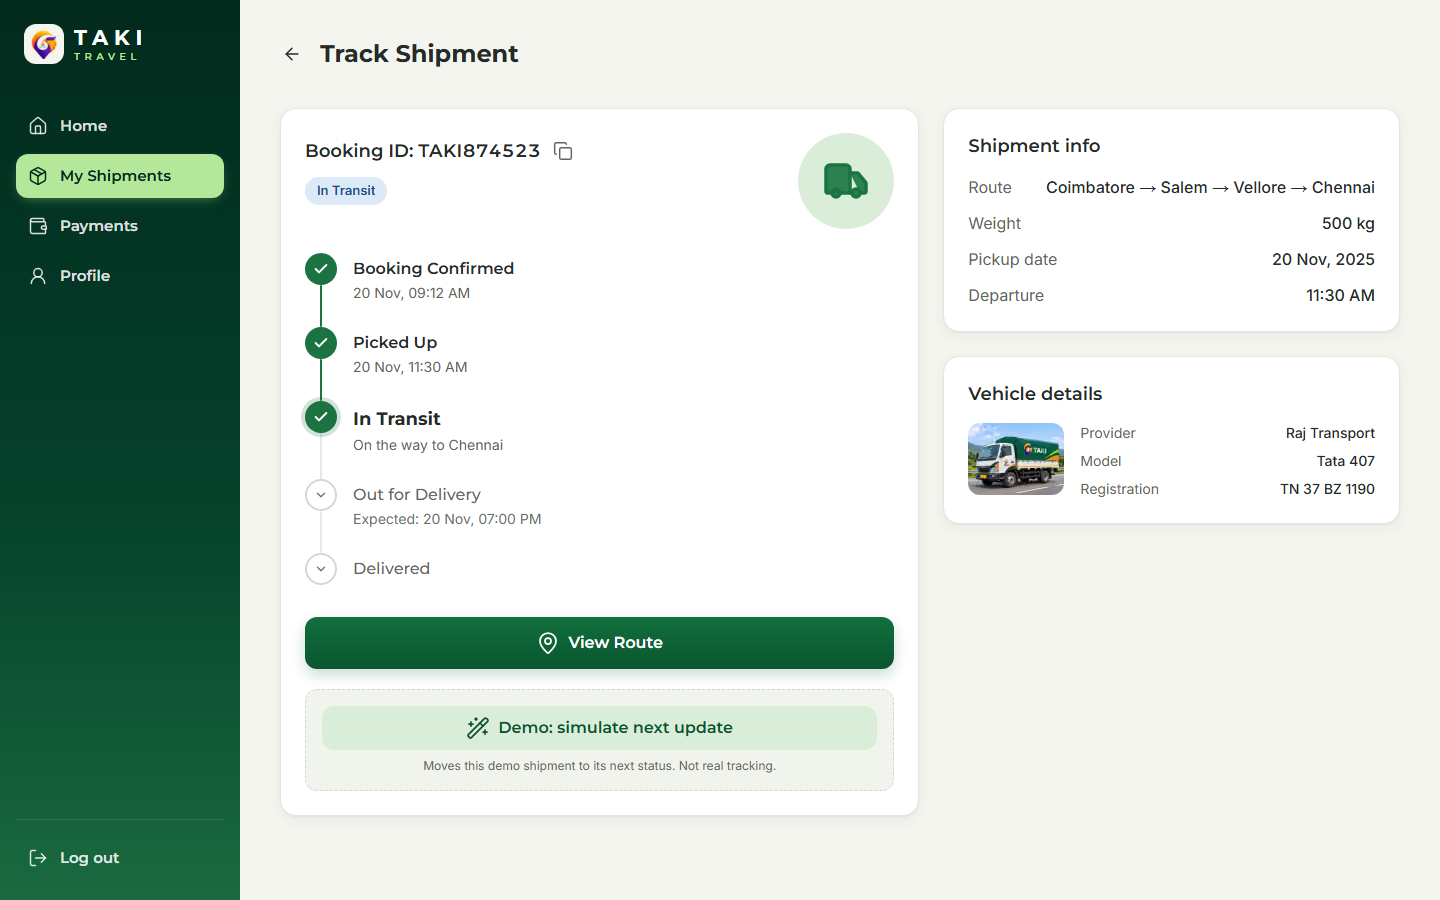 TAKI
TRAVEL
Home
My Shipments
Payments
Profile
Log out
Track Shipment
Booking ID: TAKI874523
In Transit
Booking Confirmed
20 Nov, 09:12 AM
Picked Up
20 Nov, 11:30 AM
In Transit
On the way to Chennai
Out for Delivery
Expected: 20 Nov, 07:00 PM
Delivered
View Route
Demo: simulate next update
Moves this demo shipment to its next status. Not real tracking.
Shipment info
Route Coimbatore → Salem → Vellore → Chennai
Weight 500 kg
Pickup date 20 Nov, 2025
Departure 11:30 AM
Vehicle details
TAKI
Provider Raj Transport
Model Tata 407
Registration TN 37 BZ 1190